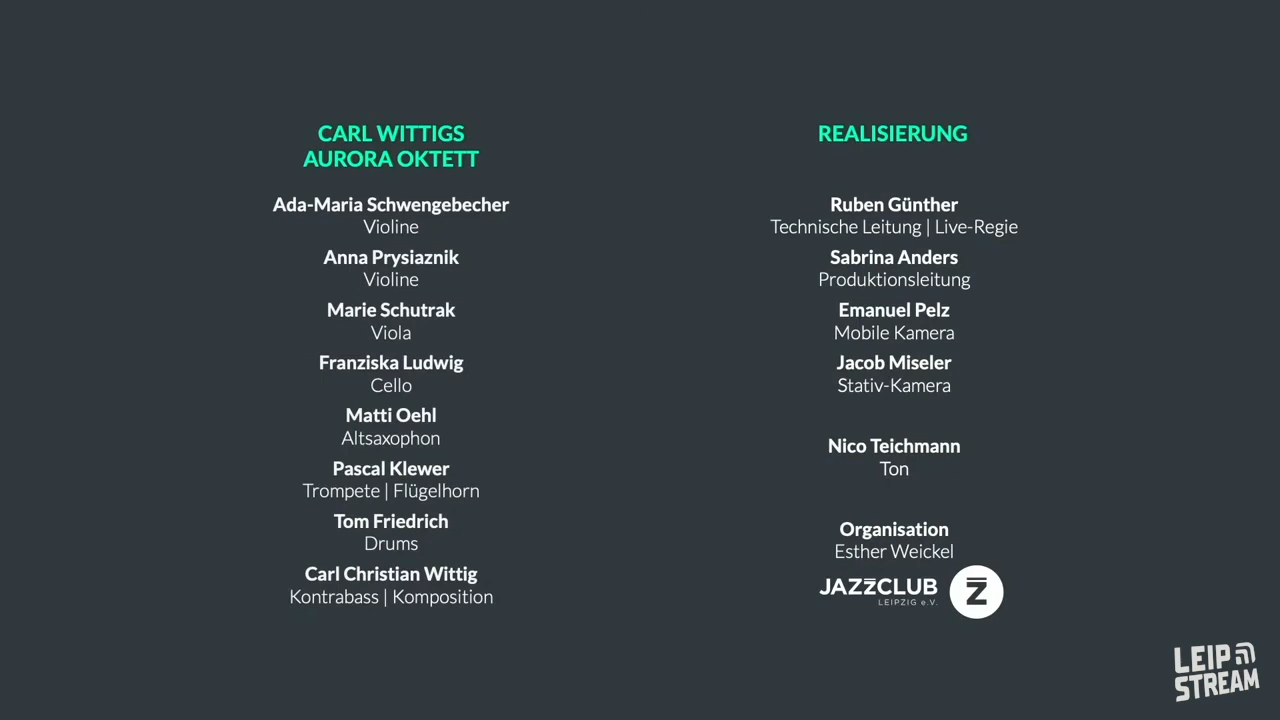 CARL WITTIGS
AURORA OKTETT
Ada-Maria Schwengebecher
Violine
Anna Prysiaznik
Violine
Marie Schutrak
Viola
Franziska Ludwig
Cello
Matti Oehl
Altsaxophon
Pascal Klewer
Trompete | Flügelhorn
Tom Friedrich
Drums
Carl Christian Wittig
Kontrabass | Komposition
REALISIERUNG
Ruben Günther
Technische Leitung | Live-Regie
Sabrina Anders
Produktionsleitung
Emanuel Pelz
Mobile Kamera
Jacob Miseler
Stativ-Kamera
Nico Teichmann
Ton
Organisation
Esther Weickel
JAZZCLUB
LEIPZIG e.V.
Z
LEIP
STREAM